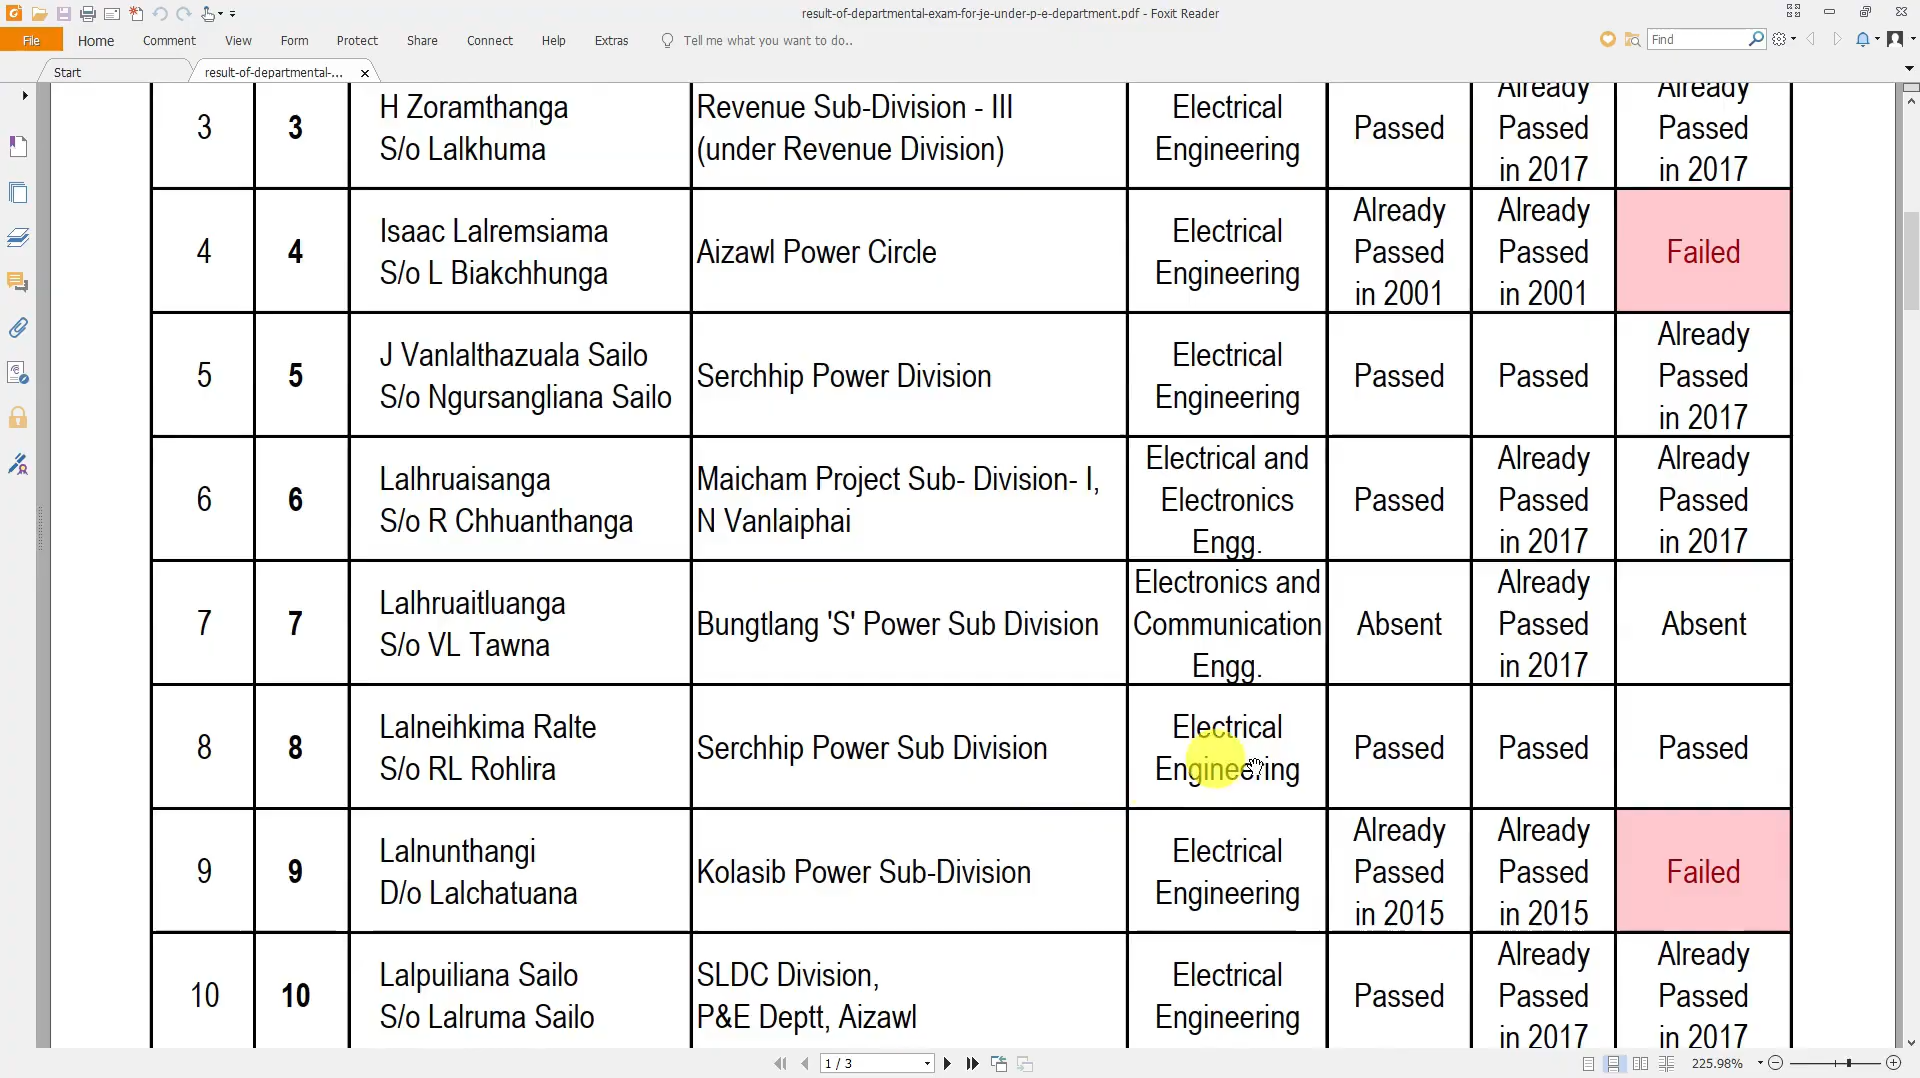 result-of-departmental-exam-for-je-under-p-e-department.pdf - Foxit Reader
File Home Comment View Form Protect Share Connect Help Extras Tell me what you want to do.. Find
Start result-of-departmental-...
3 3 H Zoramthanga
S/o Lalkhuma
Revenue Sub-Division - III
(under Revenue Division)
Electrical
Engineering
Passed
Already
Passed
in 2017
Already
Passed
in 2017
4 4 Isaac Lalremsiama
S/o L Biakchhunga
Aizawl Power Circle
Electrical
Engineering
Already
Passed
in 2001
Already
Passed
in 2001
Failed
5 5 J Vanlalthazuala Sailo
S/o Ngursangliana Sailo
Serchhip Power Division
Electrical
Engineering
Passed
Passed
Already
Passed
in 2017
6 6 Lalhruaisanga
S/o R Chhuanthanga
Maicham Project Sub- Division- I,
N Vanlaiphai
Electrical and
Electronics
Engg.
Passed
Already
Passed
in 2017
Already
Passed
in 2017
7 7 Lalhruaitluanga
S/o VL Tawna
Bungtlang 'S' Power Sub Division
Electronics and
Communication
Engg.
Absent
Already
Passed
in 2017
Absent
8 8 Lalneihkima Ralte
S/o RL Rohlira
Serchhip Power Sub Division
Electrical
Engineering
Passed
Passed
Passed
9 9 Lalnunthangi
D/o Lalchatuana
Kolasib Power Sub-Division
Electrical
Engineering
Already
Passed
in 2015
Already
Passed
in 2015
Failed
10 10 Lalpuiliana Sailo
S/o Lalruma Sailo
SLDC Division,
P&E Deptt, Aizawl
Electrical
Engineering
Passed
Already
Passed
in 2017
Already
Passed
in 2017
1 / 3
225.98%